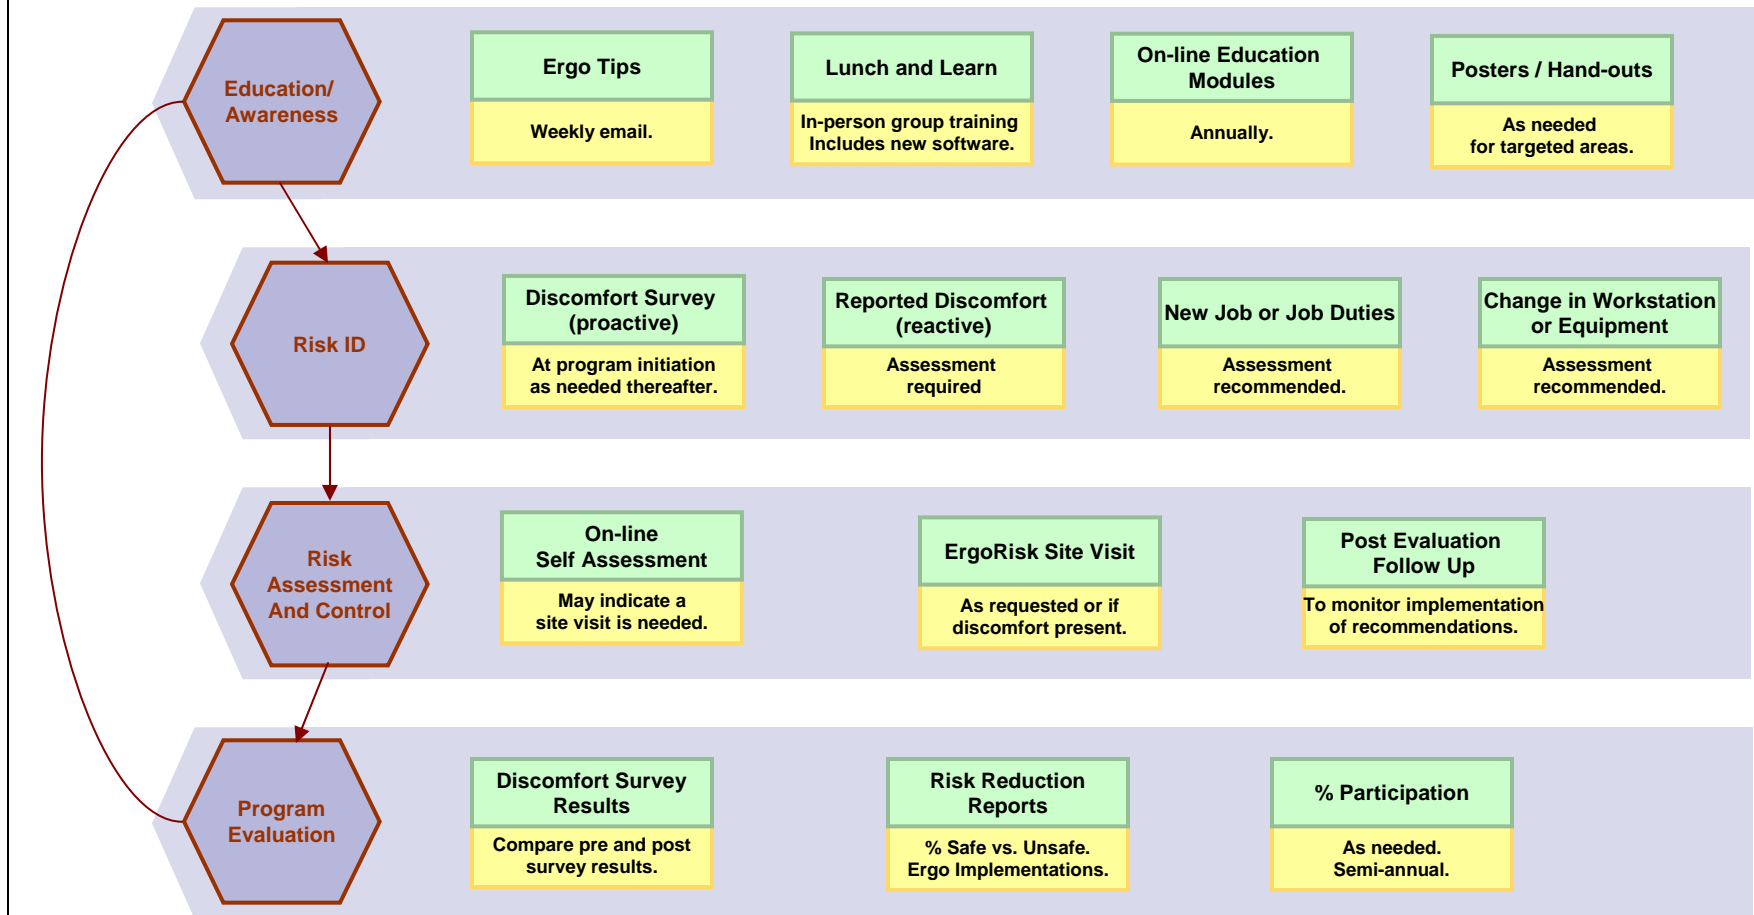 Education/
Awareness
Ergo Tips
Weekly email.
Lunch and Learn
In-person group training
Includes new software.
On-line Education
Modules
Annually.
Posters / Hand-outs
As needed
for targeted areas.
Risk ID
Discomfort Survey
(proactive)
At program initiation
as needed thereafter.
Reported Discomfort
(reactive)
Assessment
required
New Job or Job Duties
Assessment
recommended.
Change in Workstation
or Equipment
Assessment
recommended.
Risk
Assessment
And Control
On-line
Self Assessment
May indicate a
site visit is needed.
ErgoRisk Site Visit
As requested or if
discomfort present.
Post Evaluation
Follow Up
To monitor implementation
of recommendations.
Program
Evaluation
Discomfort Survey
Results
Compare pre and post
survey results.
Risk Reduction
Reports
% Safe vs. Unsafe.
Ergo Implementations.
% Participation
As needed.
Semi-annual.